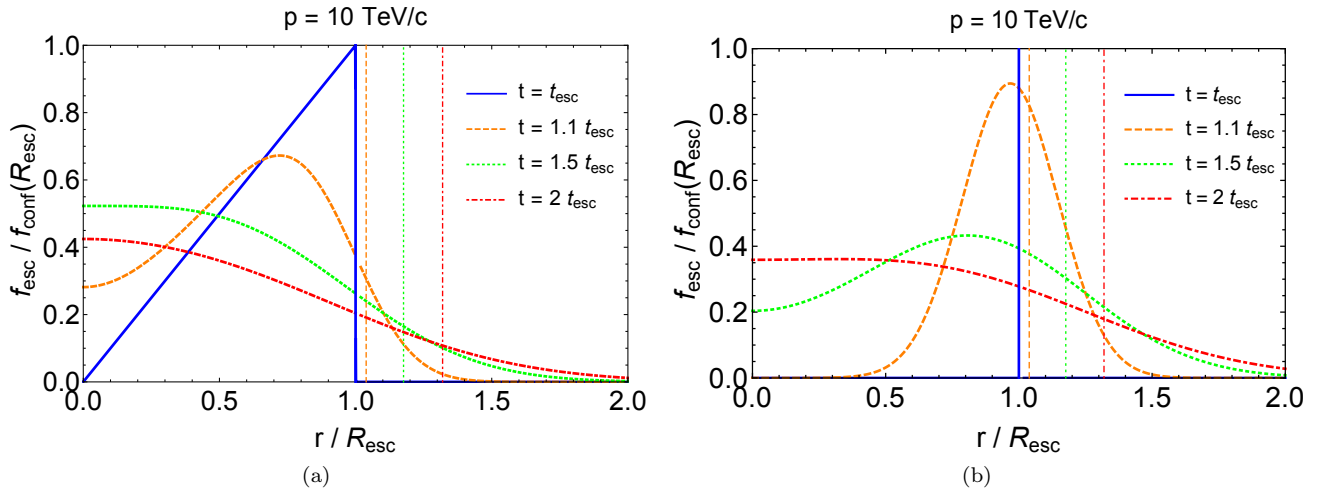 p = 10 TeV/c
f_esc / f_conf(R_esc)
1.0
0.8
0.6
0.4
0.2
0.0
t = t_esc
t = 1.1 t_esc
t = 1.5 t_esc
t = 2 t_esc
0.0 0.5 1.0 1.5 2.0
r / R_esc
(a)
p = 10 TeV/c
f_esc / f_conf(R_esc)
1.0
0.8
0.6
0.4
0.2
0.0
t = t_esc
t = 1.1 t_esc
t = 1.5 t_esc
t = 2 t_esc
0.0 0.5 1.0 1.5 2.0
r / R_esc
(b)